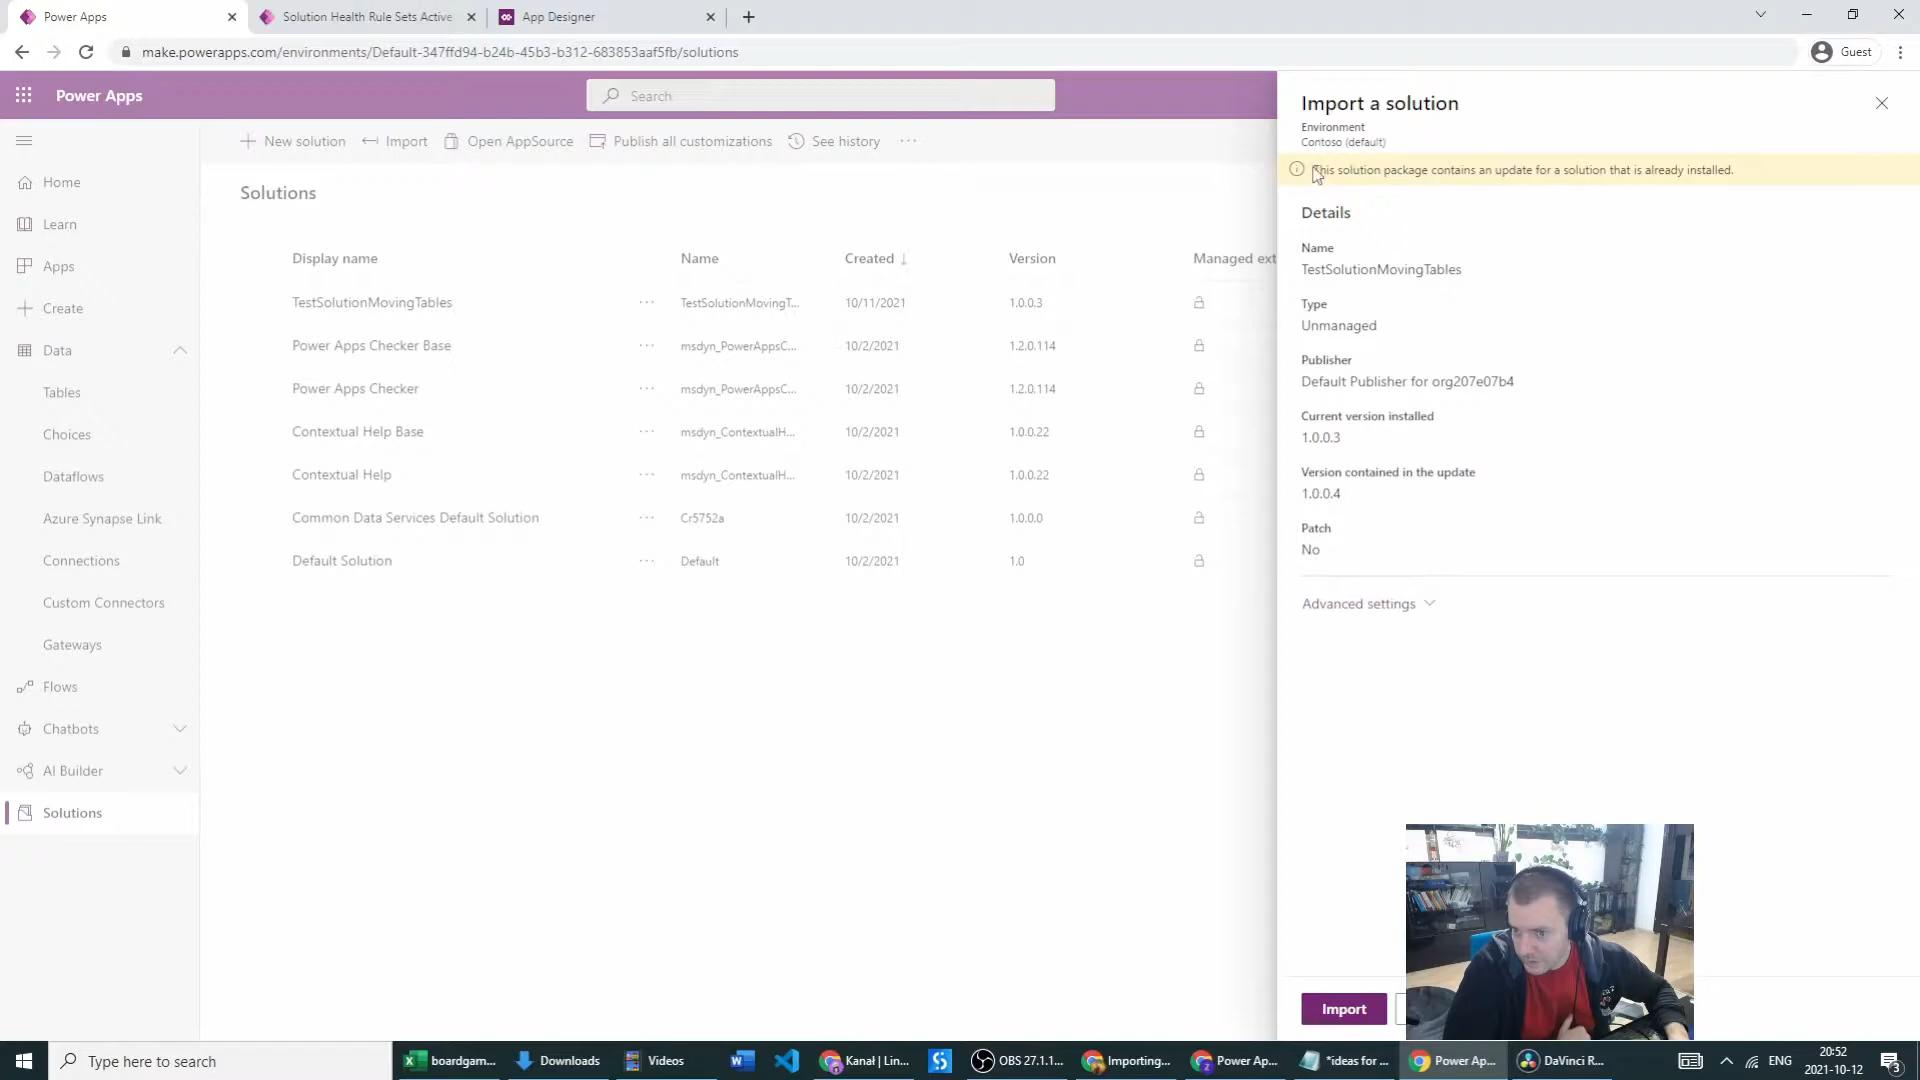 Power Apps
Solution Health Rule Sets Active
App Designer
make.powerapps.com/environments/Default-347ffd94-b24b-45b3-b312-683853aaf5fb/solutions
Guest
Power Apps
Search
New solution
Import
Open AppSource
Publish all customizations
See history
Home
Learn
Apps
Create
Data
Tables
Choices
Dataflows
Azure Synapse Link
Connections
Custom Connectors
Gateways
Flows
Chatbots
AI Builder
Solutions
Solutions
Display name Name Created Version Managed ext
TestSolutionMovingTables TestSolutionMovingT... 10/11/2021 1.0.0.3
Power Apps Checker Base msdyn_PowerAppsC... 10/2/2021 1.2.0.114
Power Apps Checker msdyn_PowerAppsC... 10/2/2021 1.2.0.114
Contextual Help Base msdyn_ContextualH... 10/2/2021 1.0.0.22
Contextual Help msdyn_ContextualH... 10/2/2021 1.0.0.22
Common Data Services Default Solution Cr5752a 10/2/2021 1.0.0.0
Default Solution Default 10/2/2021 1.0
Import a solution
Environment
Contoso (default)
This solution package contains an update for a solution that is already installed.
Details
Name
TestSolutionMovingTables
Type
Unmanaged
Publisher
Default Publisher for org207e07b4
Current version installed
1.0.0.3
Version contained in the update
1.0.0.4
Patch
No
Advanced settings
Import
Type here to search
boardgam...
Downloads
Videos
Kanał | Lin...
OBS 27.1.1...
Importing...
Power Ap...
*ideas for ...
Power Ap...
DaVinci R...
ENG
20:52
2021-10-12
3